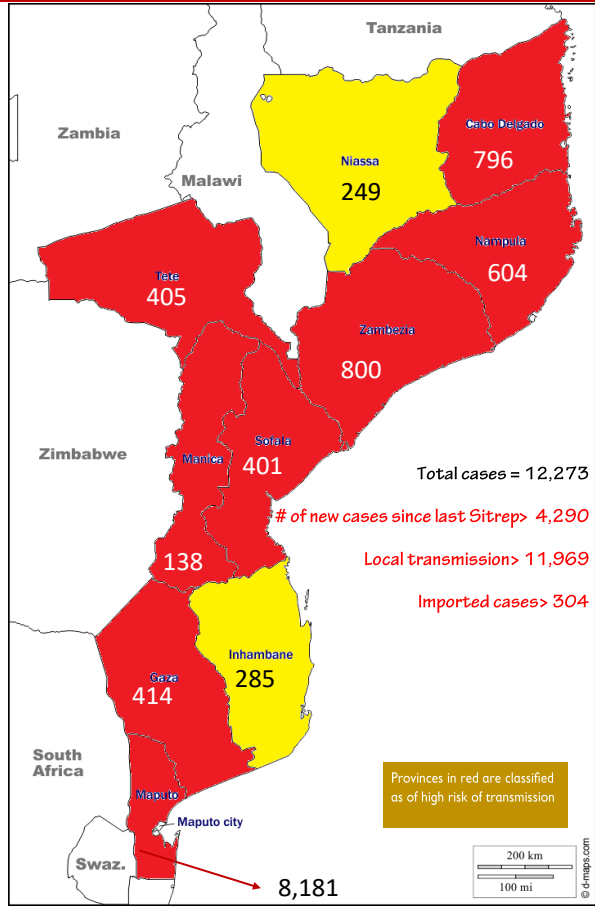 Tanzania
Cabo Delgado
Zambia
796
Niassa
Malawi
249
Nampula
604
Tete
405
Zambezia
800
Sofala
Zimbabwe
Manica
401
Total cases = 12,273
# of new cases since last Sitrep> 4,290
138
Local transmission> 11,969
Imported cases> 304
Inhambane
Gaza
285
414
South
Africa
Provinces in red are classified
as of high risk of transmission
Maputo
Maputo city
Swaz.
200 km
100 mi
8,181
© d-maps.com